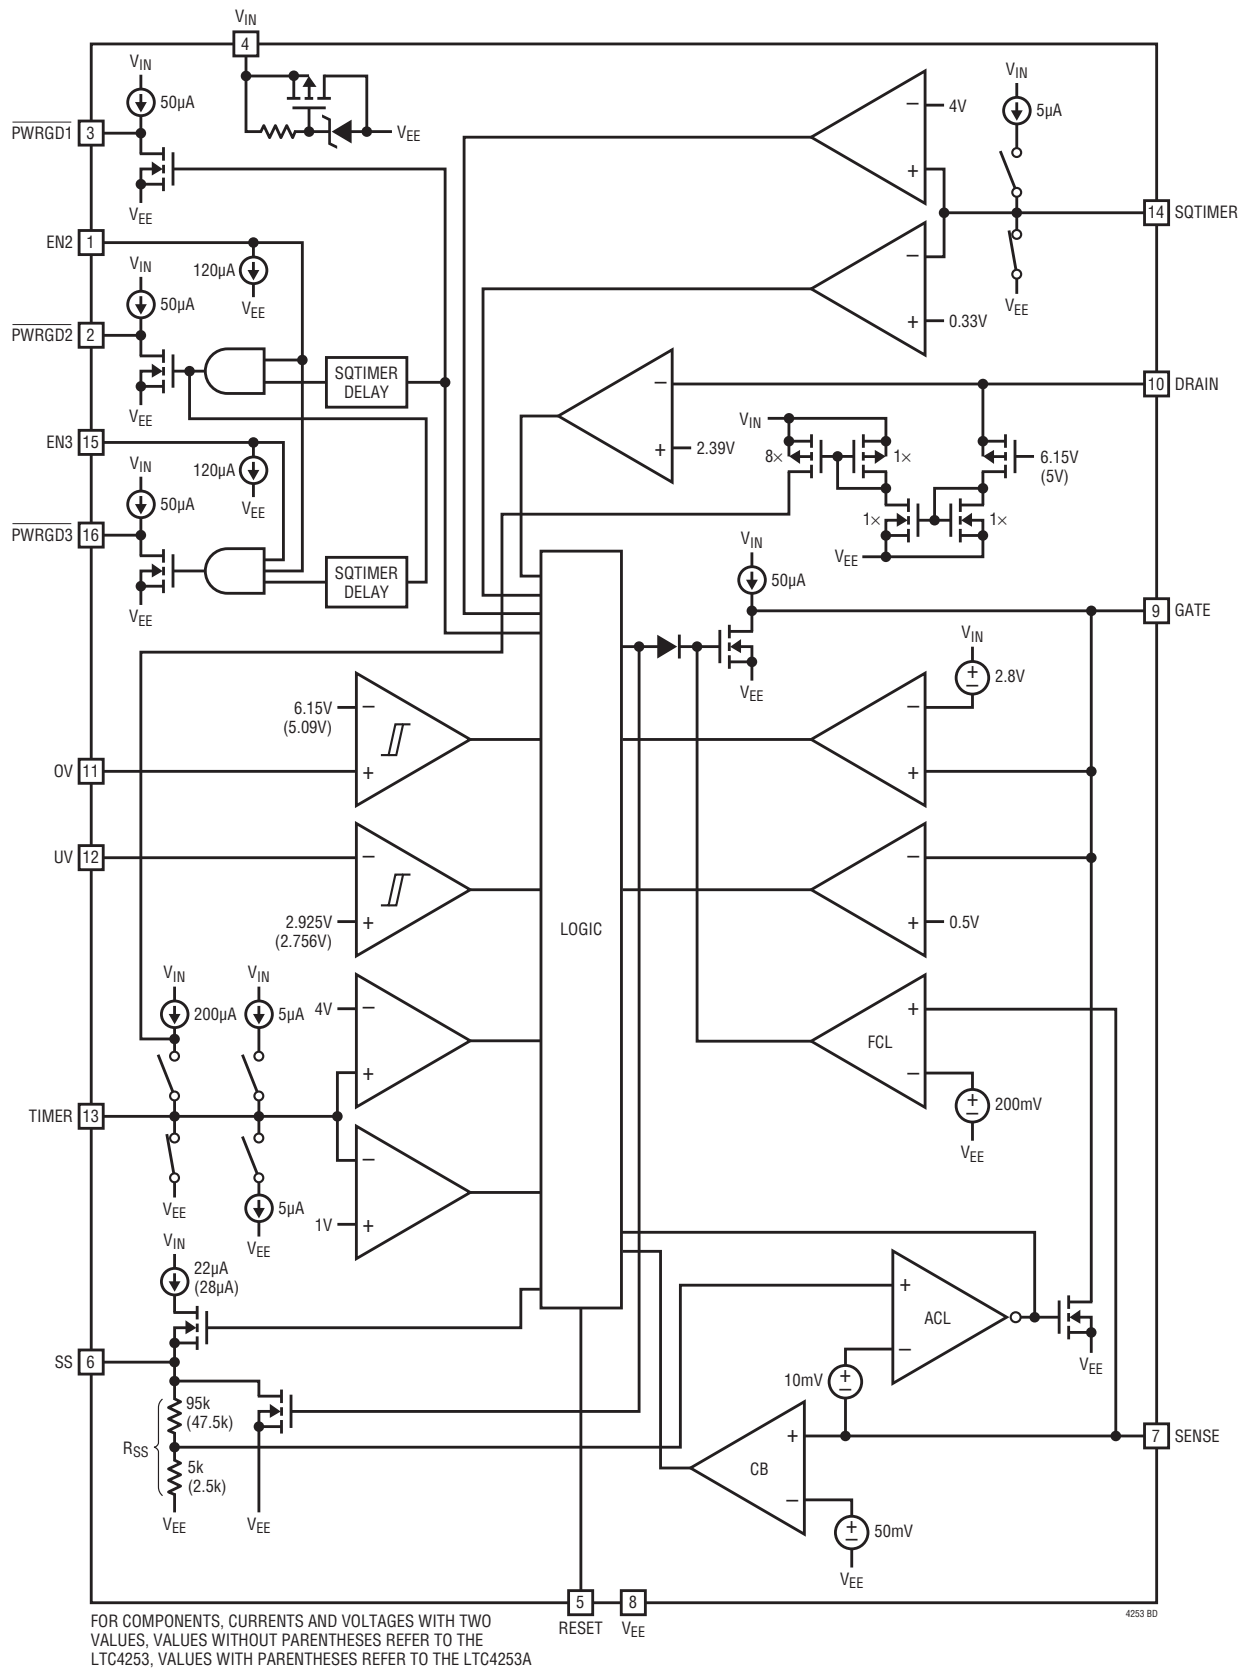 VIN
4
VIN
50µA
PWRGD1
3
VEE
VEE
4V
VIN
5µA
14
SQTIMER
VEE
0.33V
EN2
1
120µA
VEE
VIN
50µA
PWRGD2
2
SQTIMER
DELAY
VEE
EN3
15
120µA
VEE
VIN
50µA
PWRGD3
16
SQTIMER
DELAY
VEE
10
DRAIN
2.39V
VIN
8×
1×
6.15V
(5V)
1×
1×
VEE
VIN
50µA
9
GATE
VEE
VIN
2.8V
6.15V
(5.09V)
OV
11
UV
12
2.925V
(2.756V)
LOGIC
0.5V
VIN
200µA
VIN
5µA
4V
FCL
200mV
VEE
TIMER
13
VEE
5µA
VEE
1V
VIN
22µA
(28µA)
ACL
VEE
SS
6
10mV
95k
(47.5k)
RSS
5k
(2.5k)
VEE
VEE
CB
7
SENSE
50mV
VEE
5
RESET
8
VEE
4253 BD
FOR COMPONENTS, CURRENTS AND VOLTAGES WITH TWO
VALUES, VALUES WITHOUT PARENTHESES REFER TO THE
LTC4253, VALUES WITH PARENTHESES REFER TO THE LTC4253A